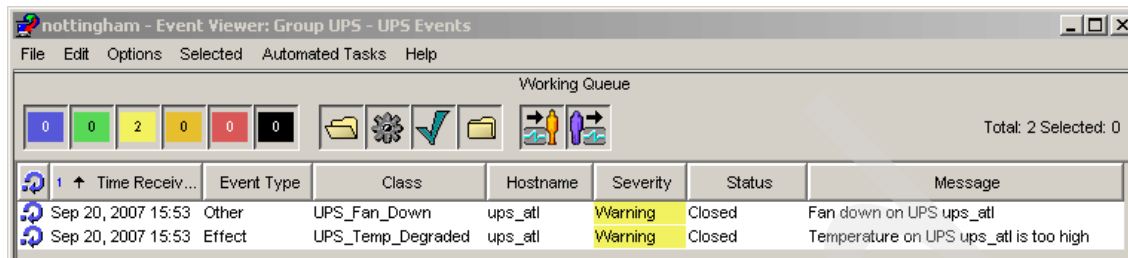 nottingham - Event Viewer: Group UPS - UPS Events
File Edit Options Selected Automated Tasks Help
Working Queue
0 0 2 0 0 0
Total: 2 Selected: 0
1 Time Receiv... Event Type Class Hostname Severity Status Message
Sep 20, 2007 15:53 Other UPS_Fan_Down ups_atl Warning Closed Fan down on UPS ups_atl
Sep 20, 2007 15:53 Effect UPS_Temp_Degraded ups_atl Warning Closed Temperature on UPS ups_atl is too high